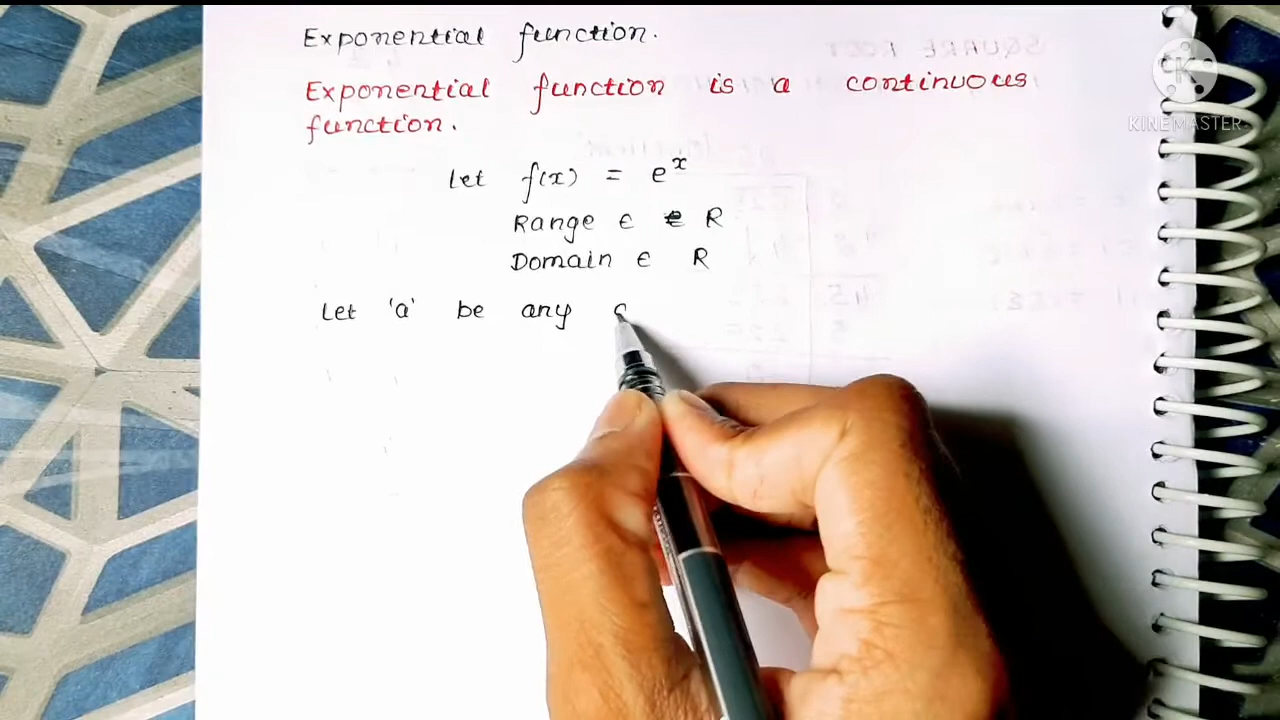 Exponential function.
Exponential function is a continuous
function.
Let f(x) = e^x
Range ∈ R
Domain ∈ R
Let 'a' be any
KINEMASTER